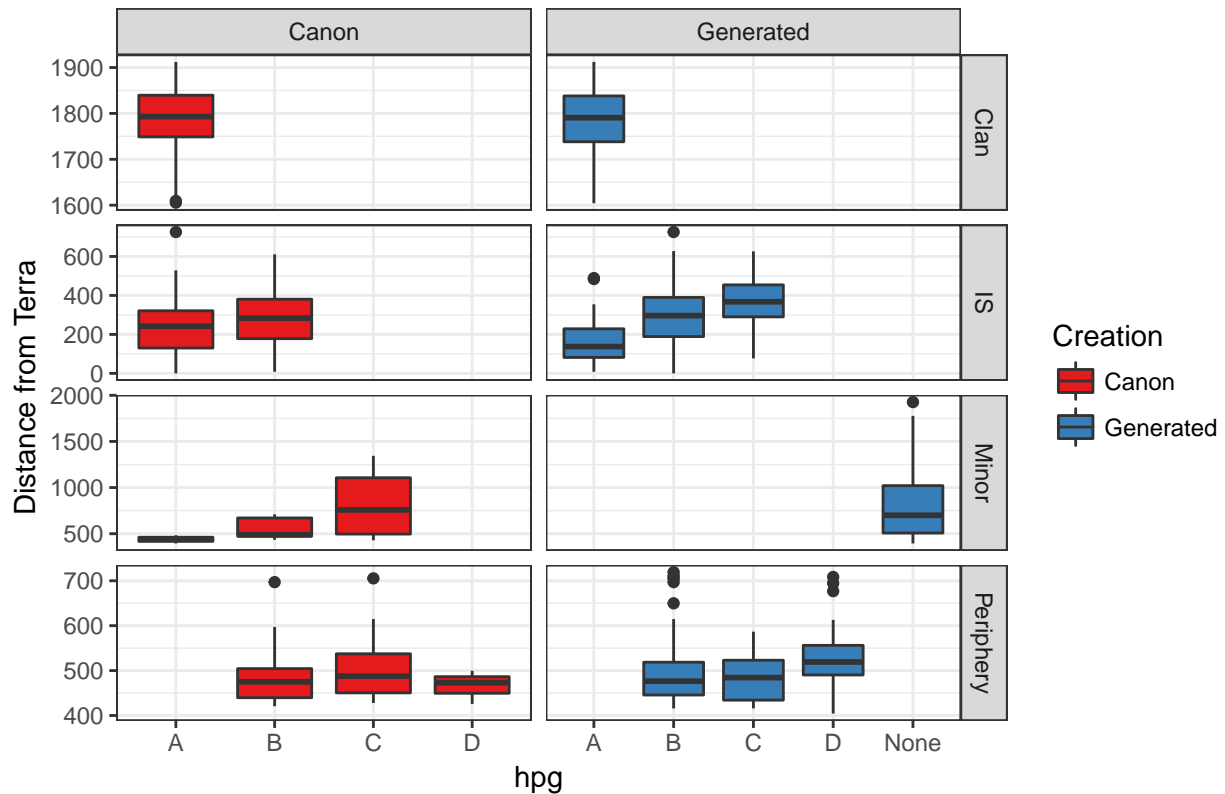 Canon Generated
1900
1800
1700
1600
Clan
600
400
200
0
IS
2000
1500
1000
500
Minor
700
600
500
400
Periphery
Distance from Terra
A B C D A B C D None
hpg
Creation
Canon
Generated